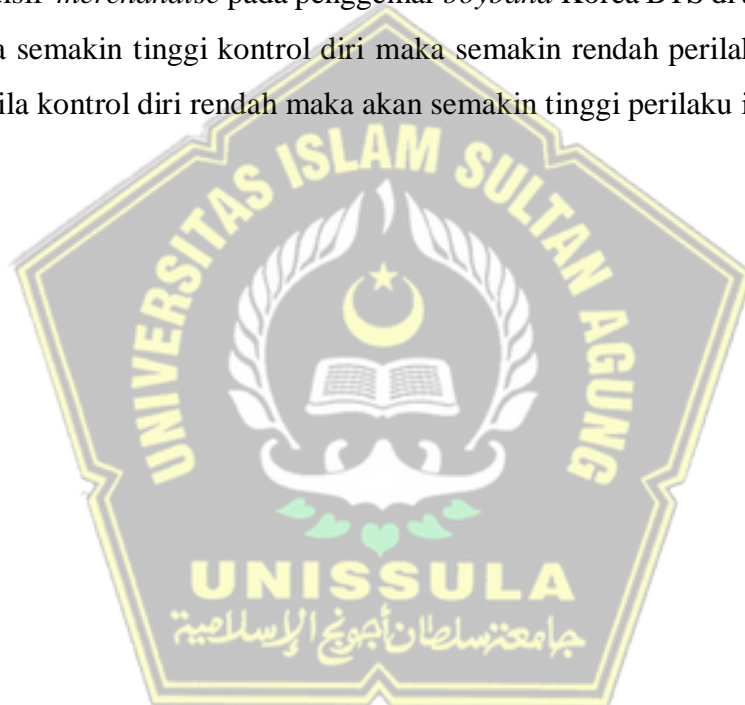 merchandise pada penggemar boyband Korea BTS di
semakin tinggi kontrol diri maka semakin rendah
kontrol diri rendah maka akan semakin tinggi perilaku
UNIVERSITAS ISLAM SULTAN AGUNG
UNISSULA
جامعة سلطان أجونج الإسلامية